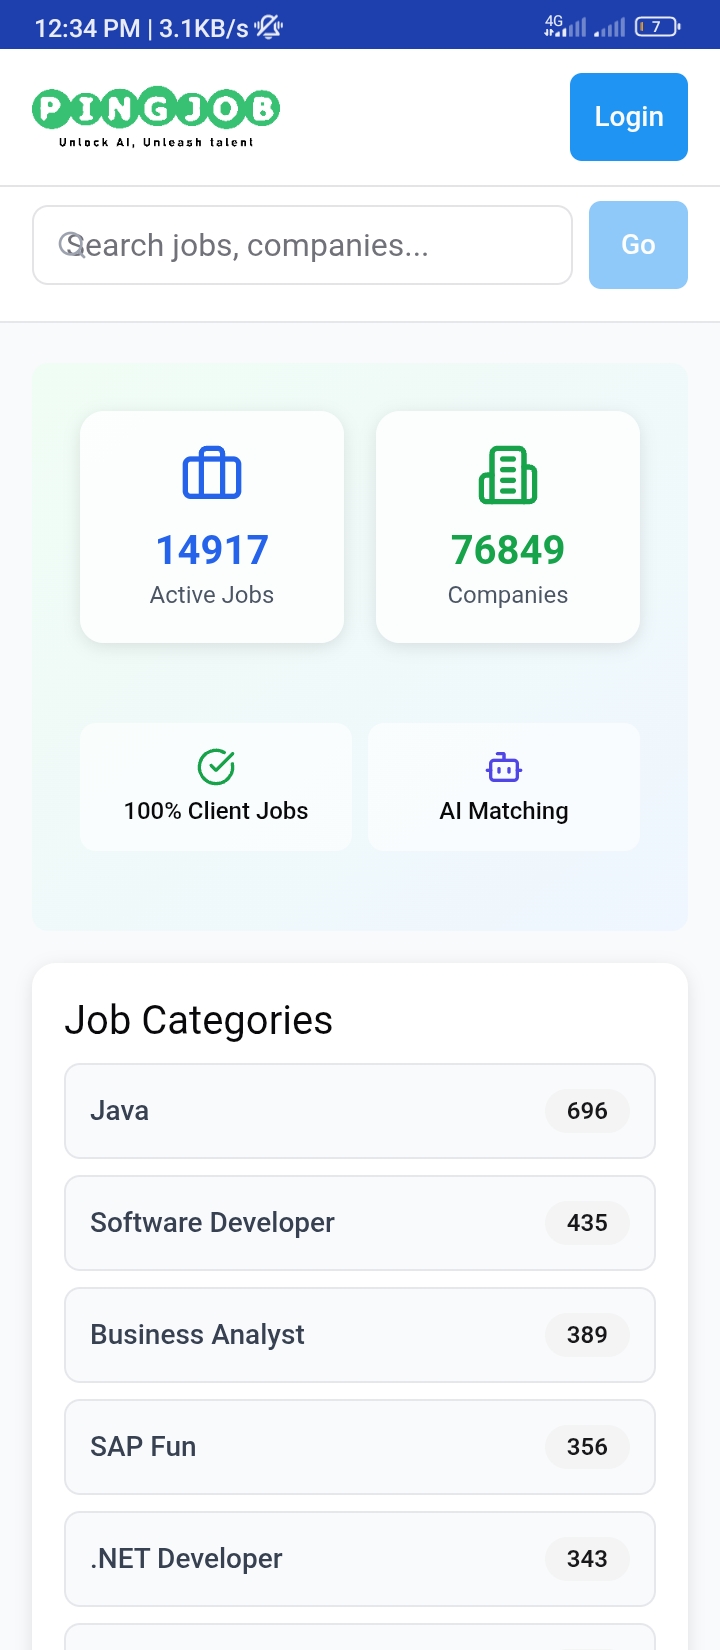 12:34 PM | 3.1KB/s 4G 7
PINGJOB
Unlock AI, Unleash talent
Login
Search jobs, companies...
Go
14917
Active Jobs
76849
Companies
100% Client Jobs
AI Matching
Job Categories
Java 696
Software Developer 435
Business Analyst 389
SAP Fun 356
.NET Developer 343